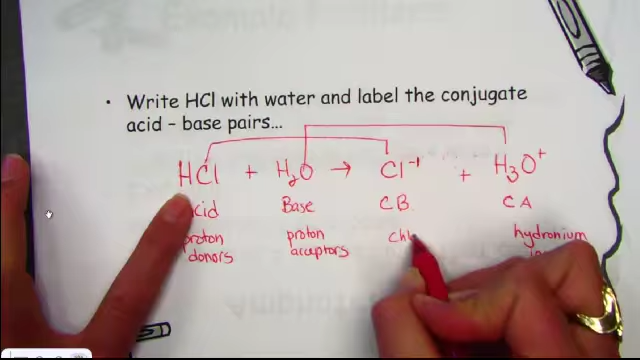 • Write HCl with water and label the conjugate
acid – base pairs…
HCl + H₂O → Cl⁻¹ + H₃O⁺
acid Base CB CA
proton proton chl hydronium
donors acceptors